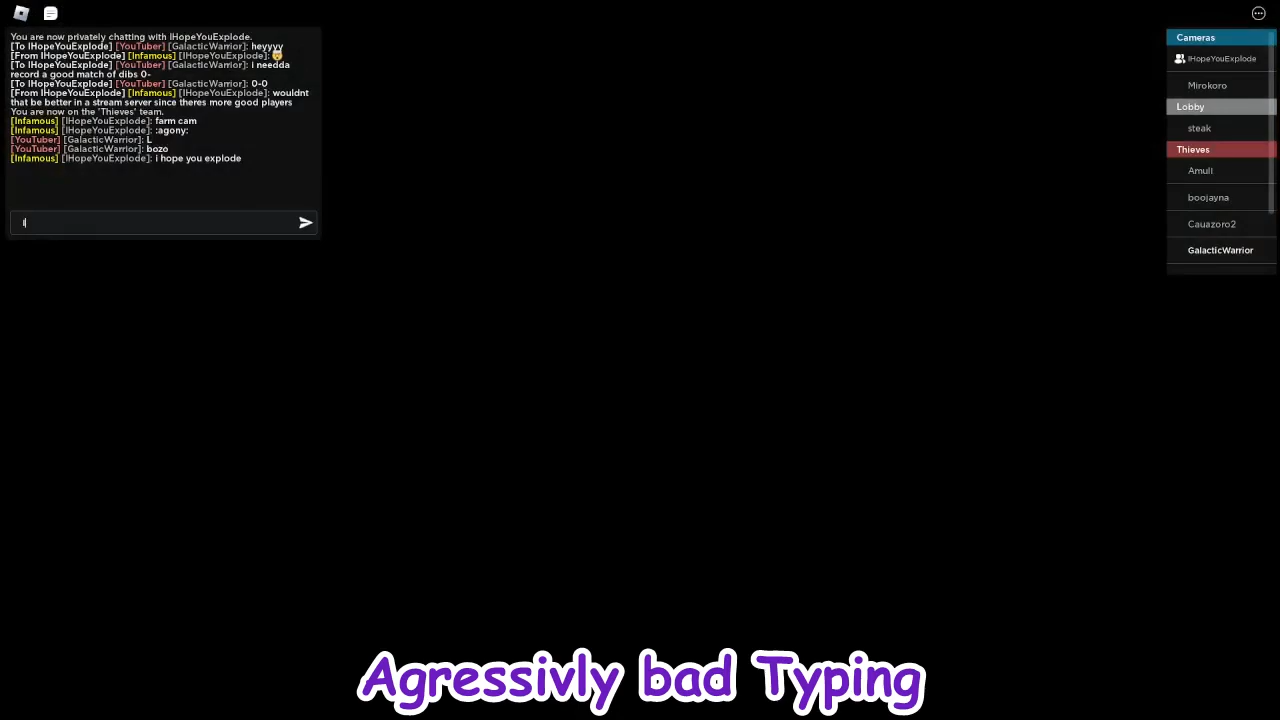 You are now privately chatting with IHopeYouExplode.
[To IHopeYouExplode] [YouTuber] [GalacticWarrior]: heyyyy
[From IHopeYouExplode] [Infamous] [IHopeYouExplode]: 🤯
[To IHopeYouExplode] [YouTuber] [GalacticWarrior]: i needda
record a good match of dibs 0-
[To IHopeYouExplode] [YouTuber] [GalacticWarrior]: 0-0
[From IHopeYouExplode] [Infamous] [IHopeYouExplode]: wouldnt
that be better in a stream server since theres more good players
You are now on the 'Thieves' team.
[Infamous] [IHopeYouExplode]: farm cam
[Infamous] [IHopeYouExplode]: :agony:
[YouTuber] [GalacticWarrior]: L
[YouTuber] [GalacticWarrior]: bozo
[Infamous] [IHopeYouExplode]: i hope you explode
i
Cameras
IHopeYouExplode
Mirokoro
Lobby
steak
Thieves
Amull
boojayna
Cauazoro2
GalacticWarrior
Agressivly bad Typing